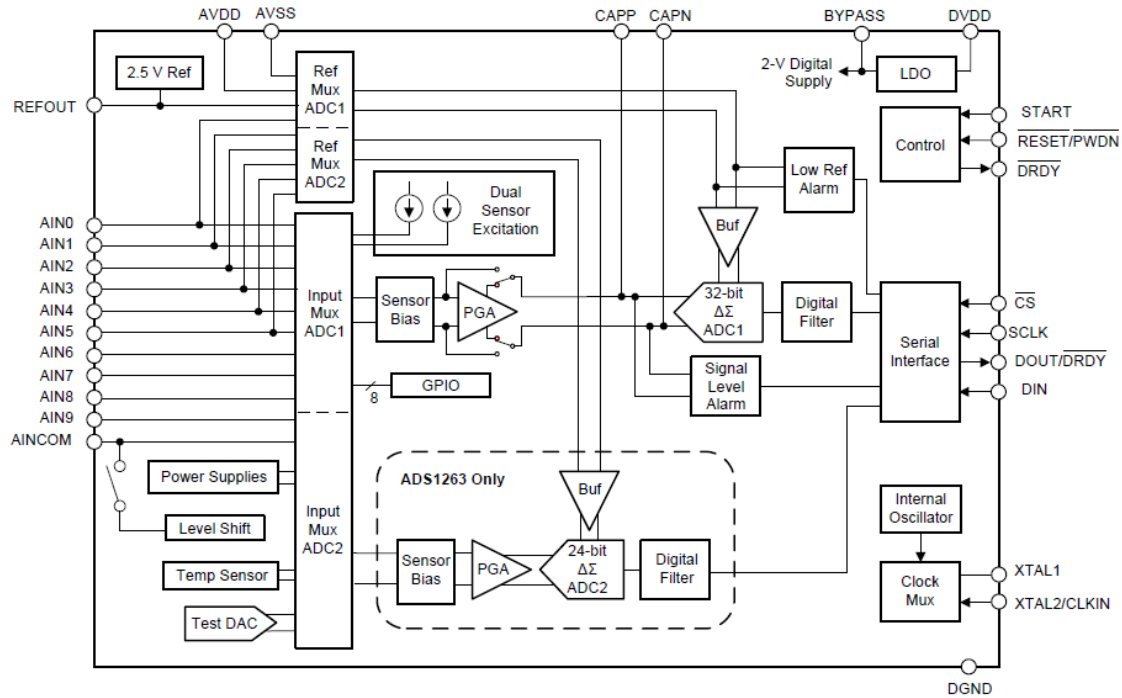 AVDD
AVSS
CAPP
CAPN
BYPASS
DVDD
2.5 V Ref
REFOUT
Ref
Mux
ADC1
Ref
Mux
ADC2
2-V Digital
Supply
LDO
Control
START
RESET/PWDN
DRDY
Low Ref
Alarm
Dual
Sensor
Excitation
Buf
AIN0
AIN1
AIN2
AIN3
AIN4
AIN5
AIN6
AIN7
AIN8
AIN9
AINCOM
Input
Mux
ADC1
Sensor
Bias
PGA
32-bit
ΔΣ
ADC1
Digital
Filter
Serial
Interface
CS
SCLK
DOUT/DRDY
DIN
Signal
Level
Alarm
8
GPIO
Power Supplies
Level Shift
Temp Sensor
Test DAC
Input
Mux
ADC2
ADS1263 Only
Buf
Sensor
Bias
PGA
24-bit
ΔΣ
ADC2
Digital
Filter
Internal
Oscillator
Clock
Mux
XTAL1
XTAL2/CLKIN
DGND